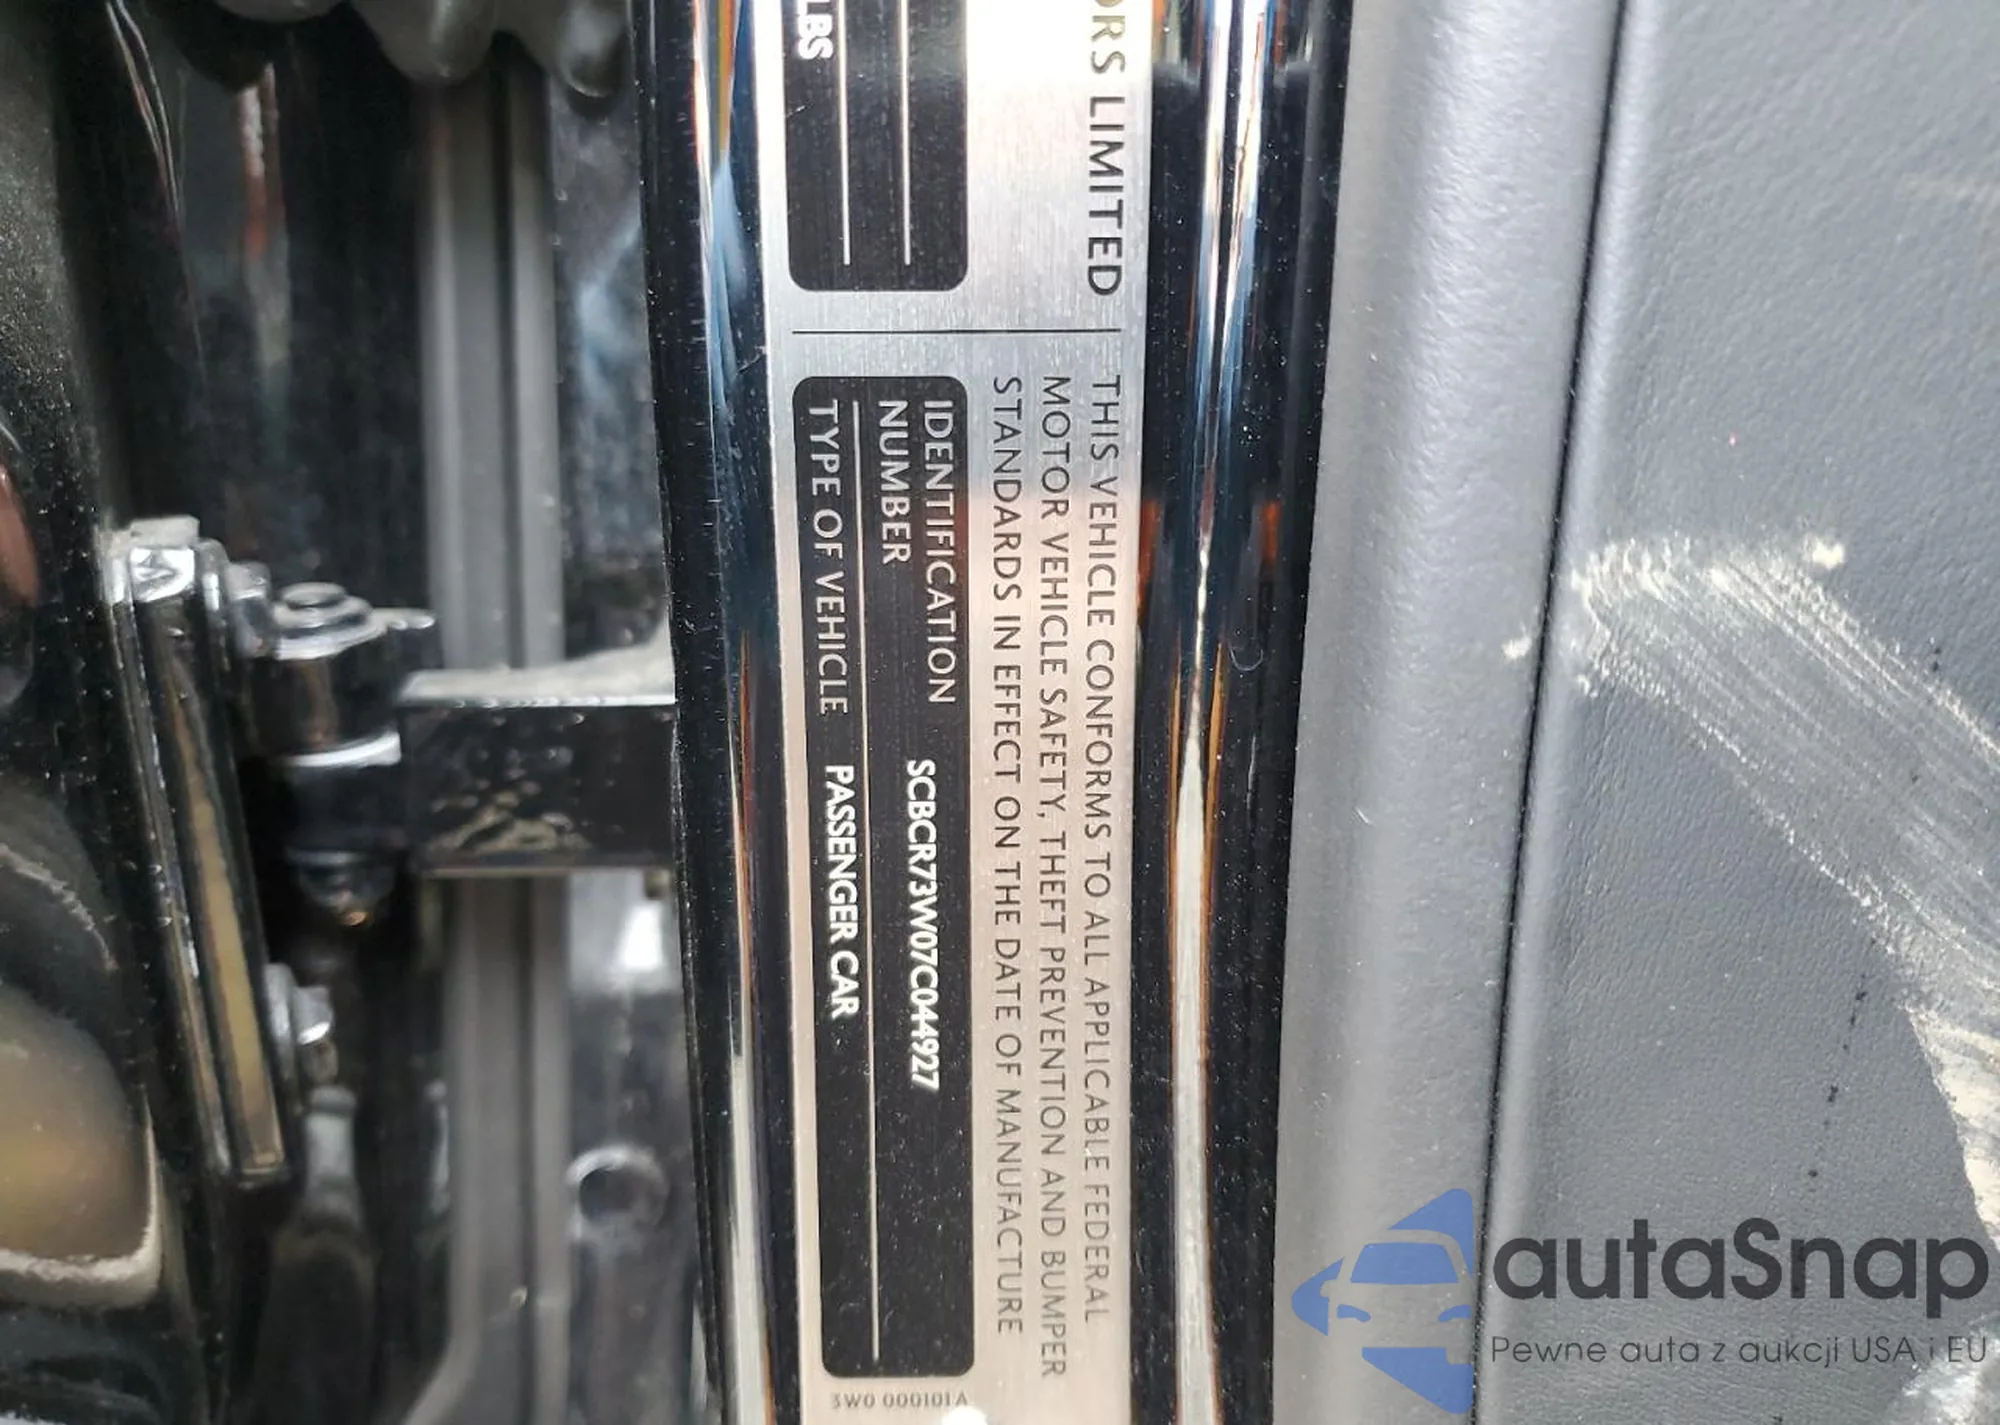 LIMITED
LBS
THIS VEHICLE CONFORMS TO ALL APPLICABLE FEDERAL
MOTOR VEHICLE SAFETY, THEFT PREVENTION AND BUMPER
STANDARDS IN EFFECT ON THE DATE OF MANUFACTURE
IDENTIFICATION
NUMBER SCBCR73W07C044927
TYPE OF VEHICLE PASSENGER CAR
3W0 000101A
autaSnap
Pewne auta z aukcji USA i EU